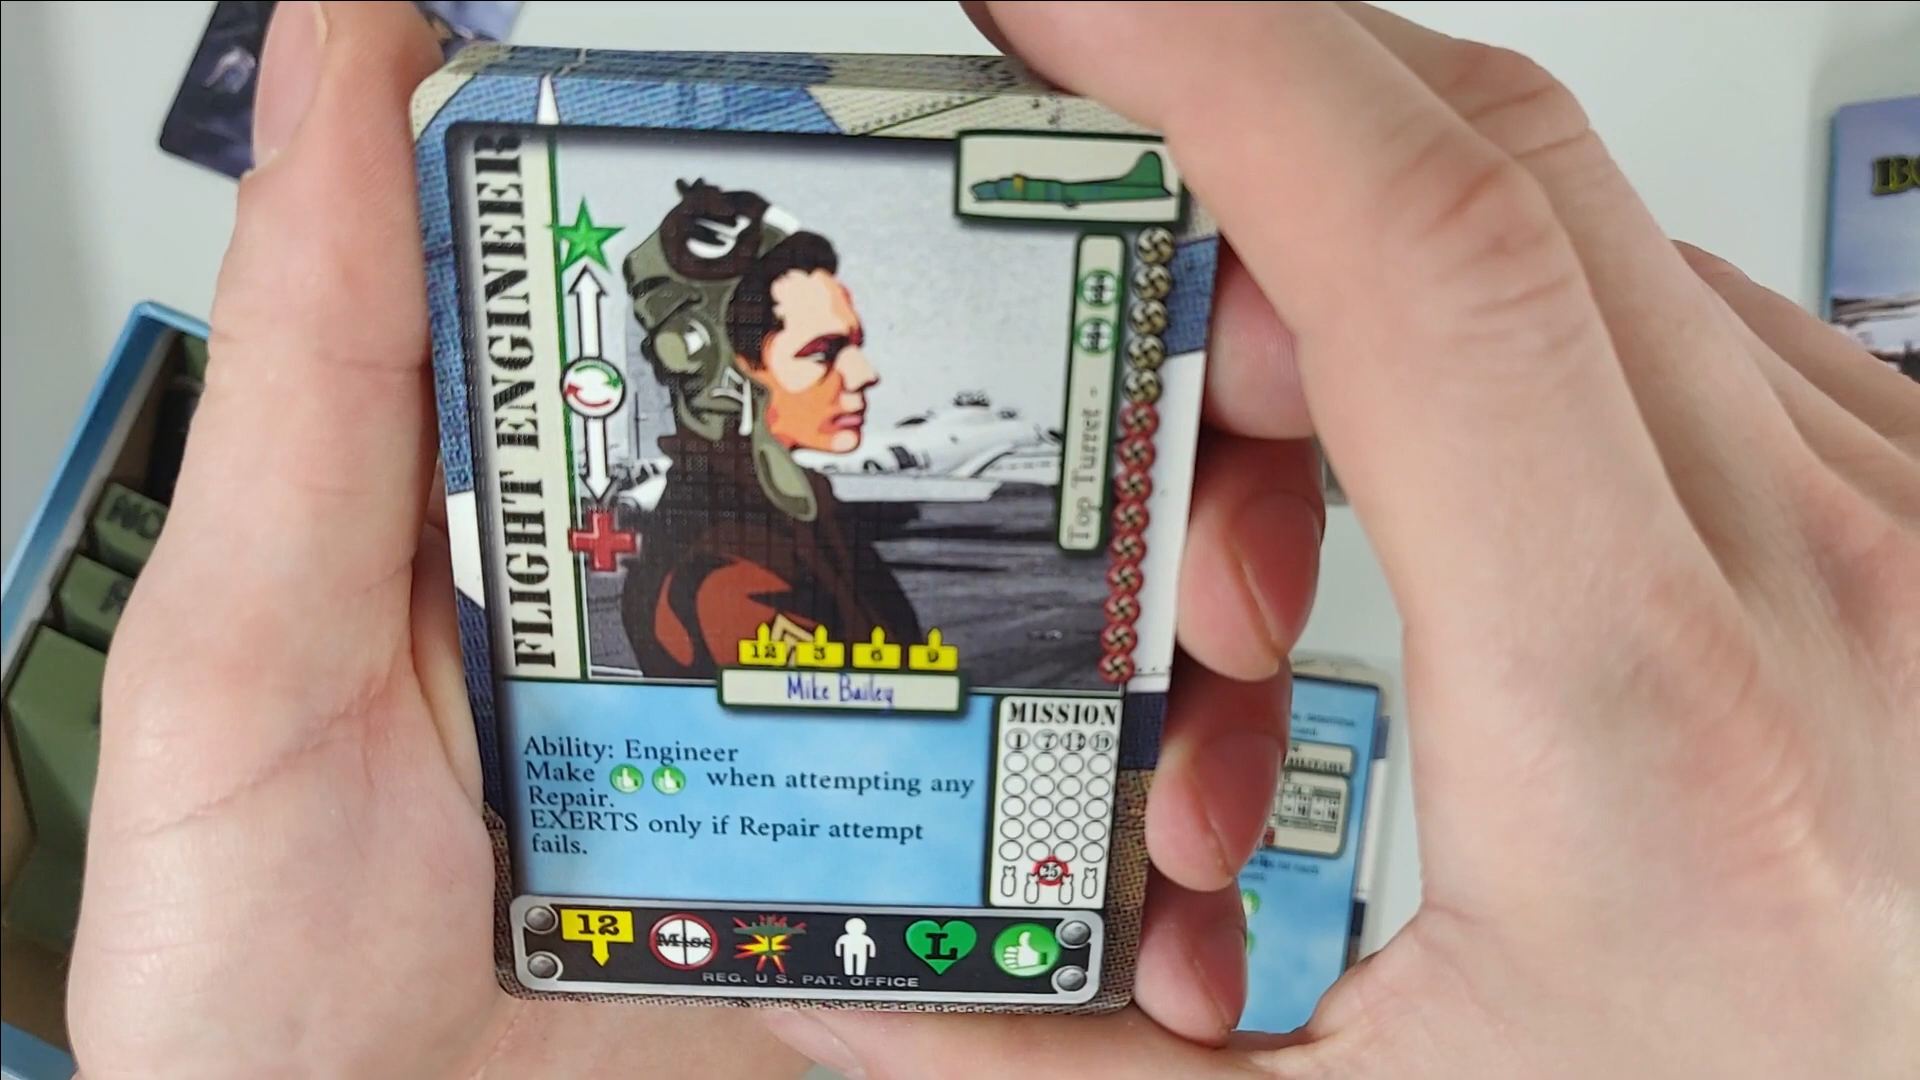 FLIGHT ENGINEER
Top Turret -
12 3 6 9
Mike Bailey
Ability: Engineer
Make when attempting any
Repair.
EXERTS only if Repair attempt
fails.
MISSION
1 7 13 19
25
12
Miss
L
REG. U S. PAT. OFFICE